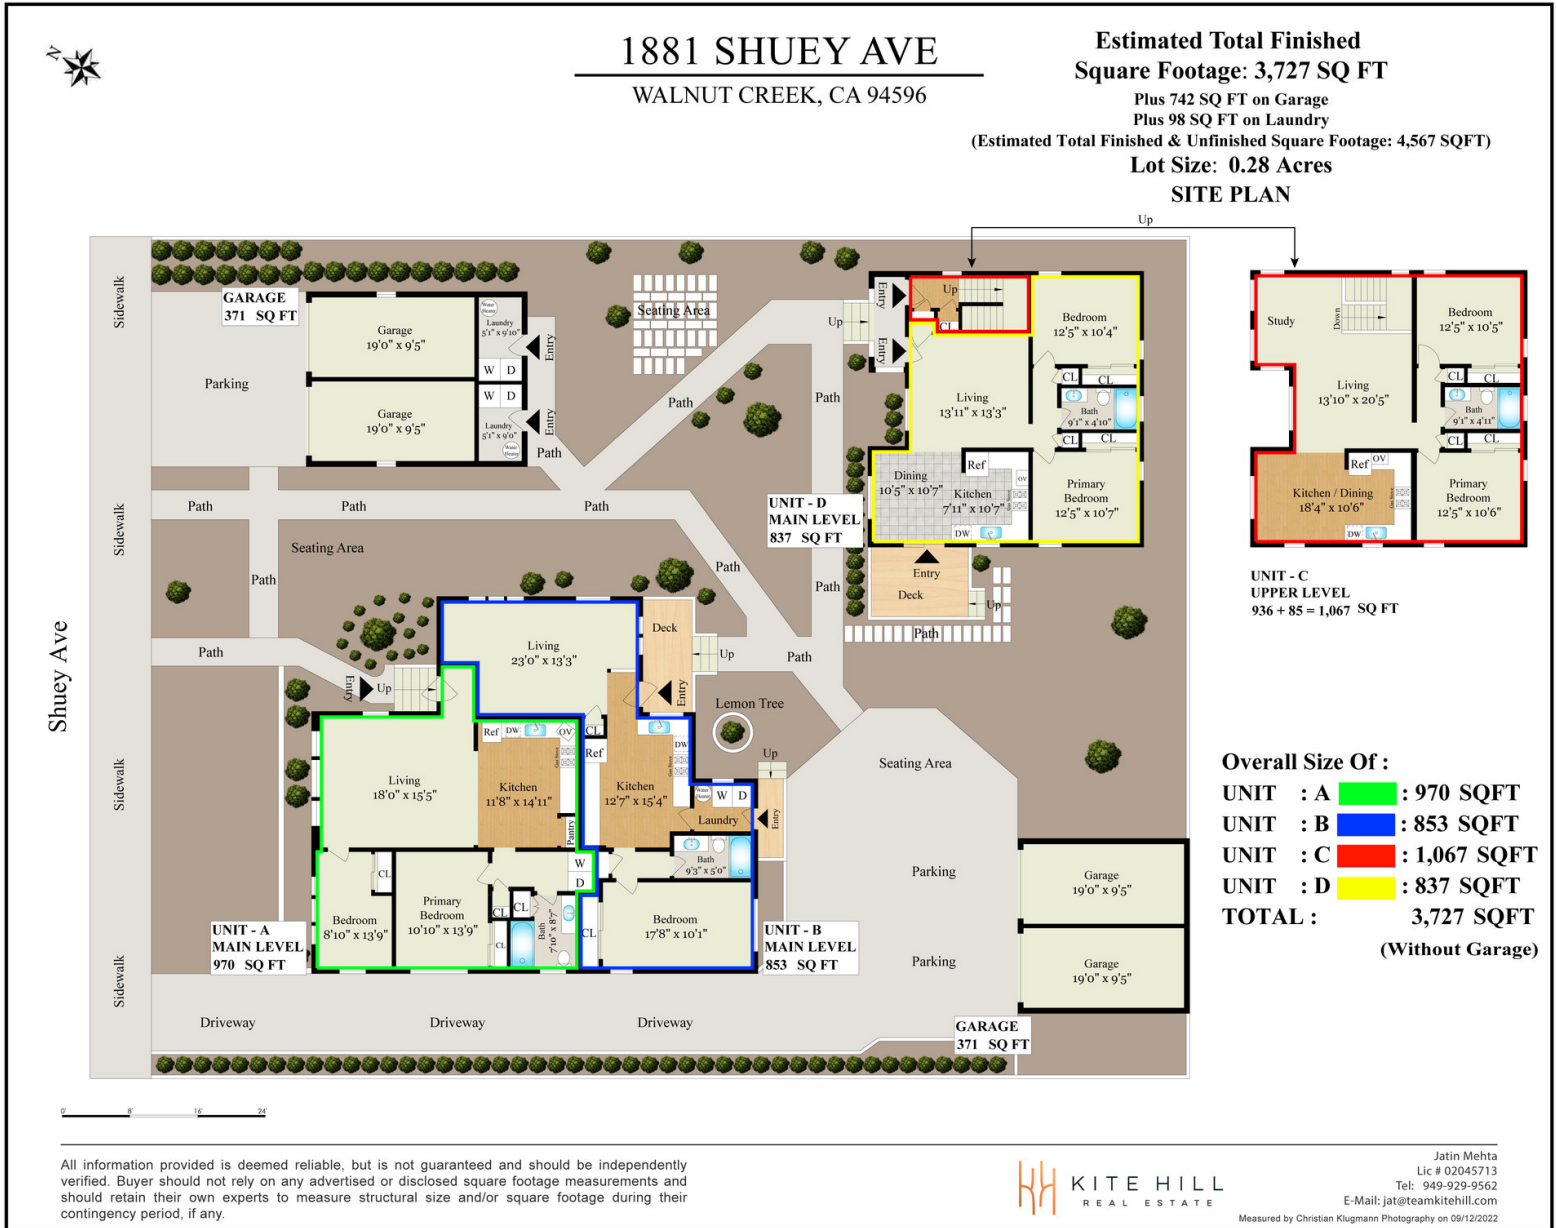 N
1881 SHUEY AVE
WALNUT CREEK, CA 94596
Estimated Total Finished
Square Footage: 3,727 SQ FT
Plus 742 SQ FT on Garage
Plus 98 SQ FT on Laundry
(Estimated Total Finished & Unfinished Square Footage: 4,567 SQFT)
Lot Size: 0.28 Acres
SITE PLAN
Up
Sidewalk
Sidewalk
Sidewalk
Sidewalk
Shuey Ave
GARAGE
371 SQ FT
Garage
19'0" x 9'5"
Garage
19'0" x 9'5"
Parking
Water Heater
Laundry
5'1" x 9'10"
W D
W D
Laundry
5'1" x 9'0"
Water Heater
Entry
Entry
Path
Seating Area
Path
Path
Path
Path
Path
Path
Path
Path
Path
Path
Seating Area
Up
Entry
Entry
Up
CL
Bedroom
12'5" x 10'4"
CL
CL
Living
13'11" x 13'3"
Bath
9'1" x 4'10"
CL
CL
Dining
10'5" x 10'7"
Ref
Kitchen
7'11" x 10'7"
OV
Gas Stove
DW
Primary
Bedroom
12'5" x 10'7"
UNIT - D
MAIN LEVEL
837 SQ FT
Entry
Deck
Up
Path
Study
Down
Bedroom
12'5" x 10'5"
CL
CL
Living
13'10" x 20'5"
Bath
9'1" x 4'11"
CL
CL
Ref
OV
Kitchen / Dining
18'4" x 10'6"
Gas Stove
DW
Primary
Bedroom
12'5" x 10'6"
UNIT - C
UPPER LEVEL
936 + 85 = 1,067 SQ FT
Living
23'0" x 13'3"
Deck
Up
Entry
Entry
Up
Lemon Tree
Ref
DW
OV
Gas Stove
CL
Ref
DW
Gas Stove
Living
18'0" x 15'5"
Kitchen
11'8" x 14'11"
Pantry
Kitchen
12'7" x 15'4"
Water Heater
W D
Laundry
Up
Entry
Bath
9'3" x 5'0"
W
D
CL
Bedroom
8'10" x 13'9"
Primary
Bedroom
10'10" x 13'9"
CL
CL
CL
Bath
7'10" x 8'7"
CL
Bedroom
17'8" x 10'1"
UNIT - A
MAIN LEVEL
970 SQ FT
UNIT - B
MAIN LEVEL
853 SQ FT
Seating Area
Parking
Parking
Garage
19'0" x 9'5"
Garage
19'0" x 9'5"
GARAGE
371 SQ FT
Driveway
Driveway
Driveway
Overall Size Of :
UNIT : A : 970 SQFT
UNIT : B : 853 SQFT
UNIT : C : 1,067 SQFT
UNIT : D : 837 SQFT
TOTAL : 3,727 SQFT
(Without Garage)
0' 8' 16' 24'
All information provided is deemed reliable, but is not guaranteed and should be independently
verified. Buyer should not rely on any advertised or disclosed square footage measurements and
should retain their own experts to measure structural size and/or square footage during their
contingency period, if any.
KITE HILL
REAL ESTATE
Jatin Mehta
Lic # 02045713
Tel: 949-929-9562
E-Mail: jat@teamkitehill.com
Measured by Christian Klugmann Photography on 09/12/2022